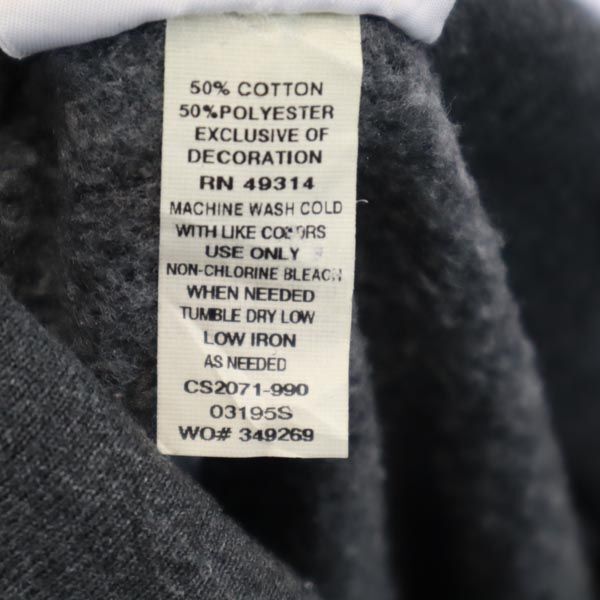 50% COTTON
50%POLYESTER
EXCLUSIVE OF
DECORATION
RN 49314
MACHINE WASH COLD
WITH LIKE COLORS
USE ONLY
NON-CHLORINE BLEACH
WHEN NEEDED
TUMBLE DRY LOW
LOW IRON
AS NEEDED
CS2071-990
03195S
WO# 349269